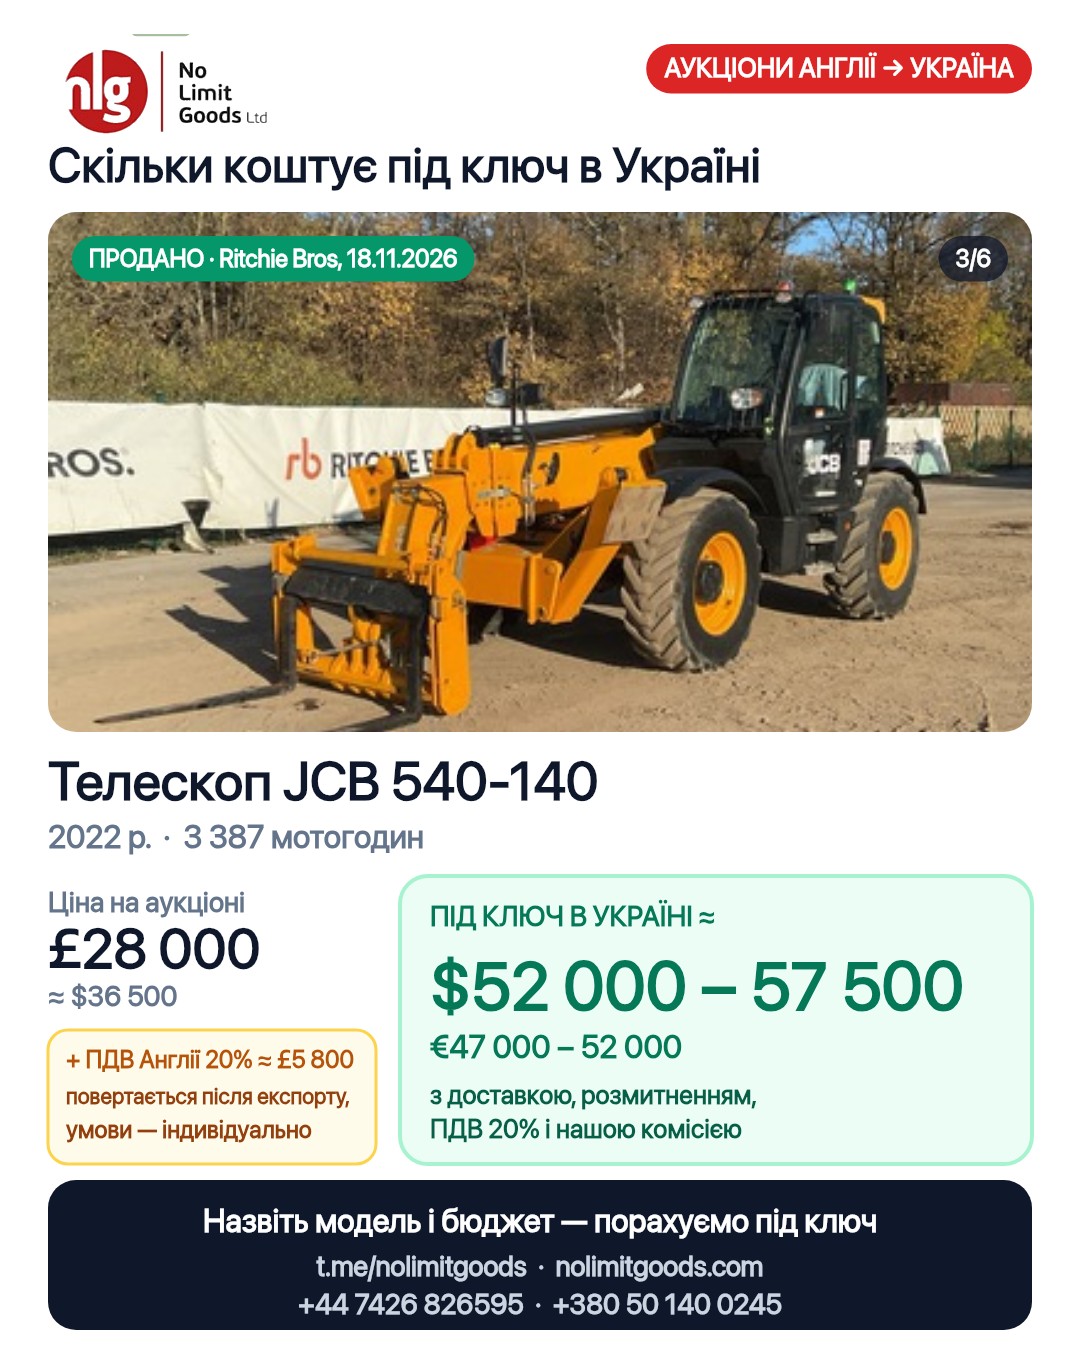 nlg
No
Limit
Goods Ltd
АУКЦІОНИ АНГЛІЇ → УКРАЇНА
Скільки коштує під ключ в Україні
ПРОДАНО · Ritchie Bros, 18.11.2026
3/6
ROS.
rb RITCHIE B
JCB
Телескоп JCB 540-140
2022 р. · 3 387 мотогодин
Ціна на аукціоні
£28 000
≈ $36 500
+ ПДВ Англії 20% ≈ £5 800
повертається після експорту,
умови — індивідуально
ПІД КЛЮЧ В УКРАЇНІ ≈
$52 000 – 57 500
€47 000 – 52 000
з доставкою, розмитненням,
ПДВ 20% і нашою комісією
Назвіть модель і бюджет — порахуємо під ключ
t.me/nolimitgoods · nolimitgoods.com
+44 7426 826595 · +380 50 140 0245